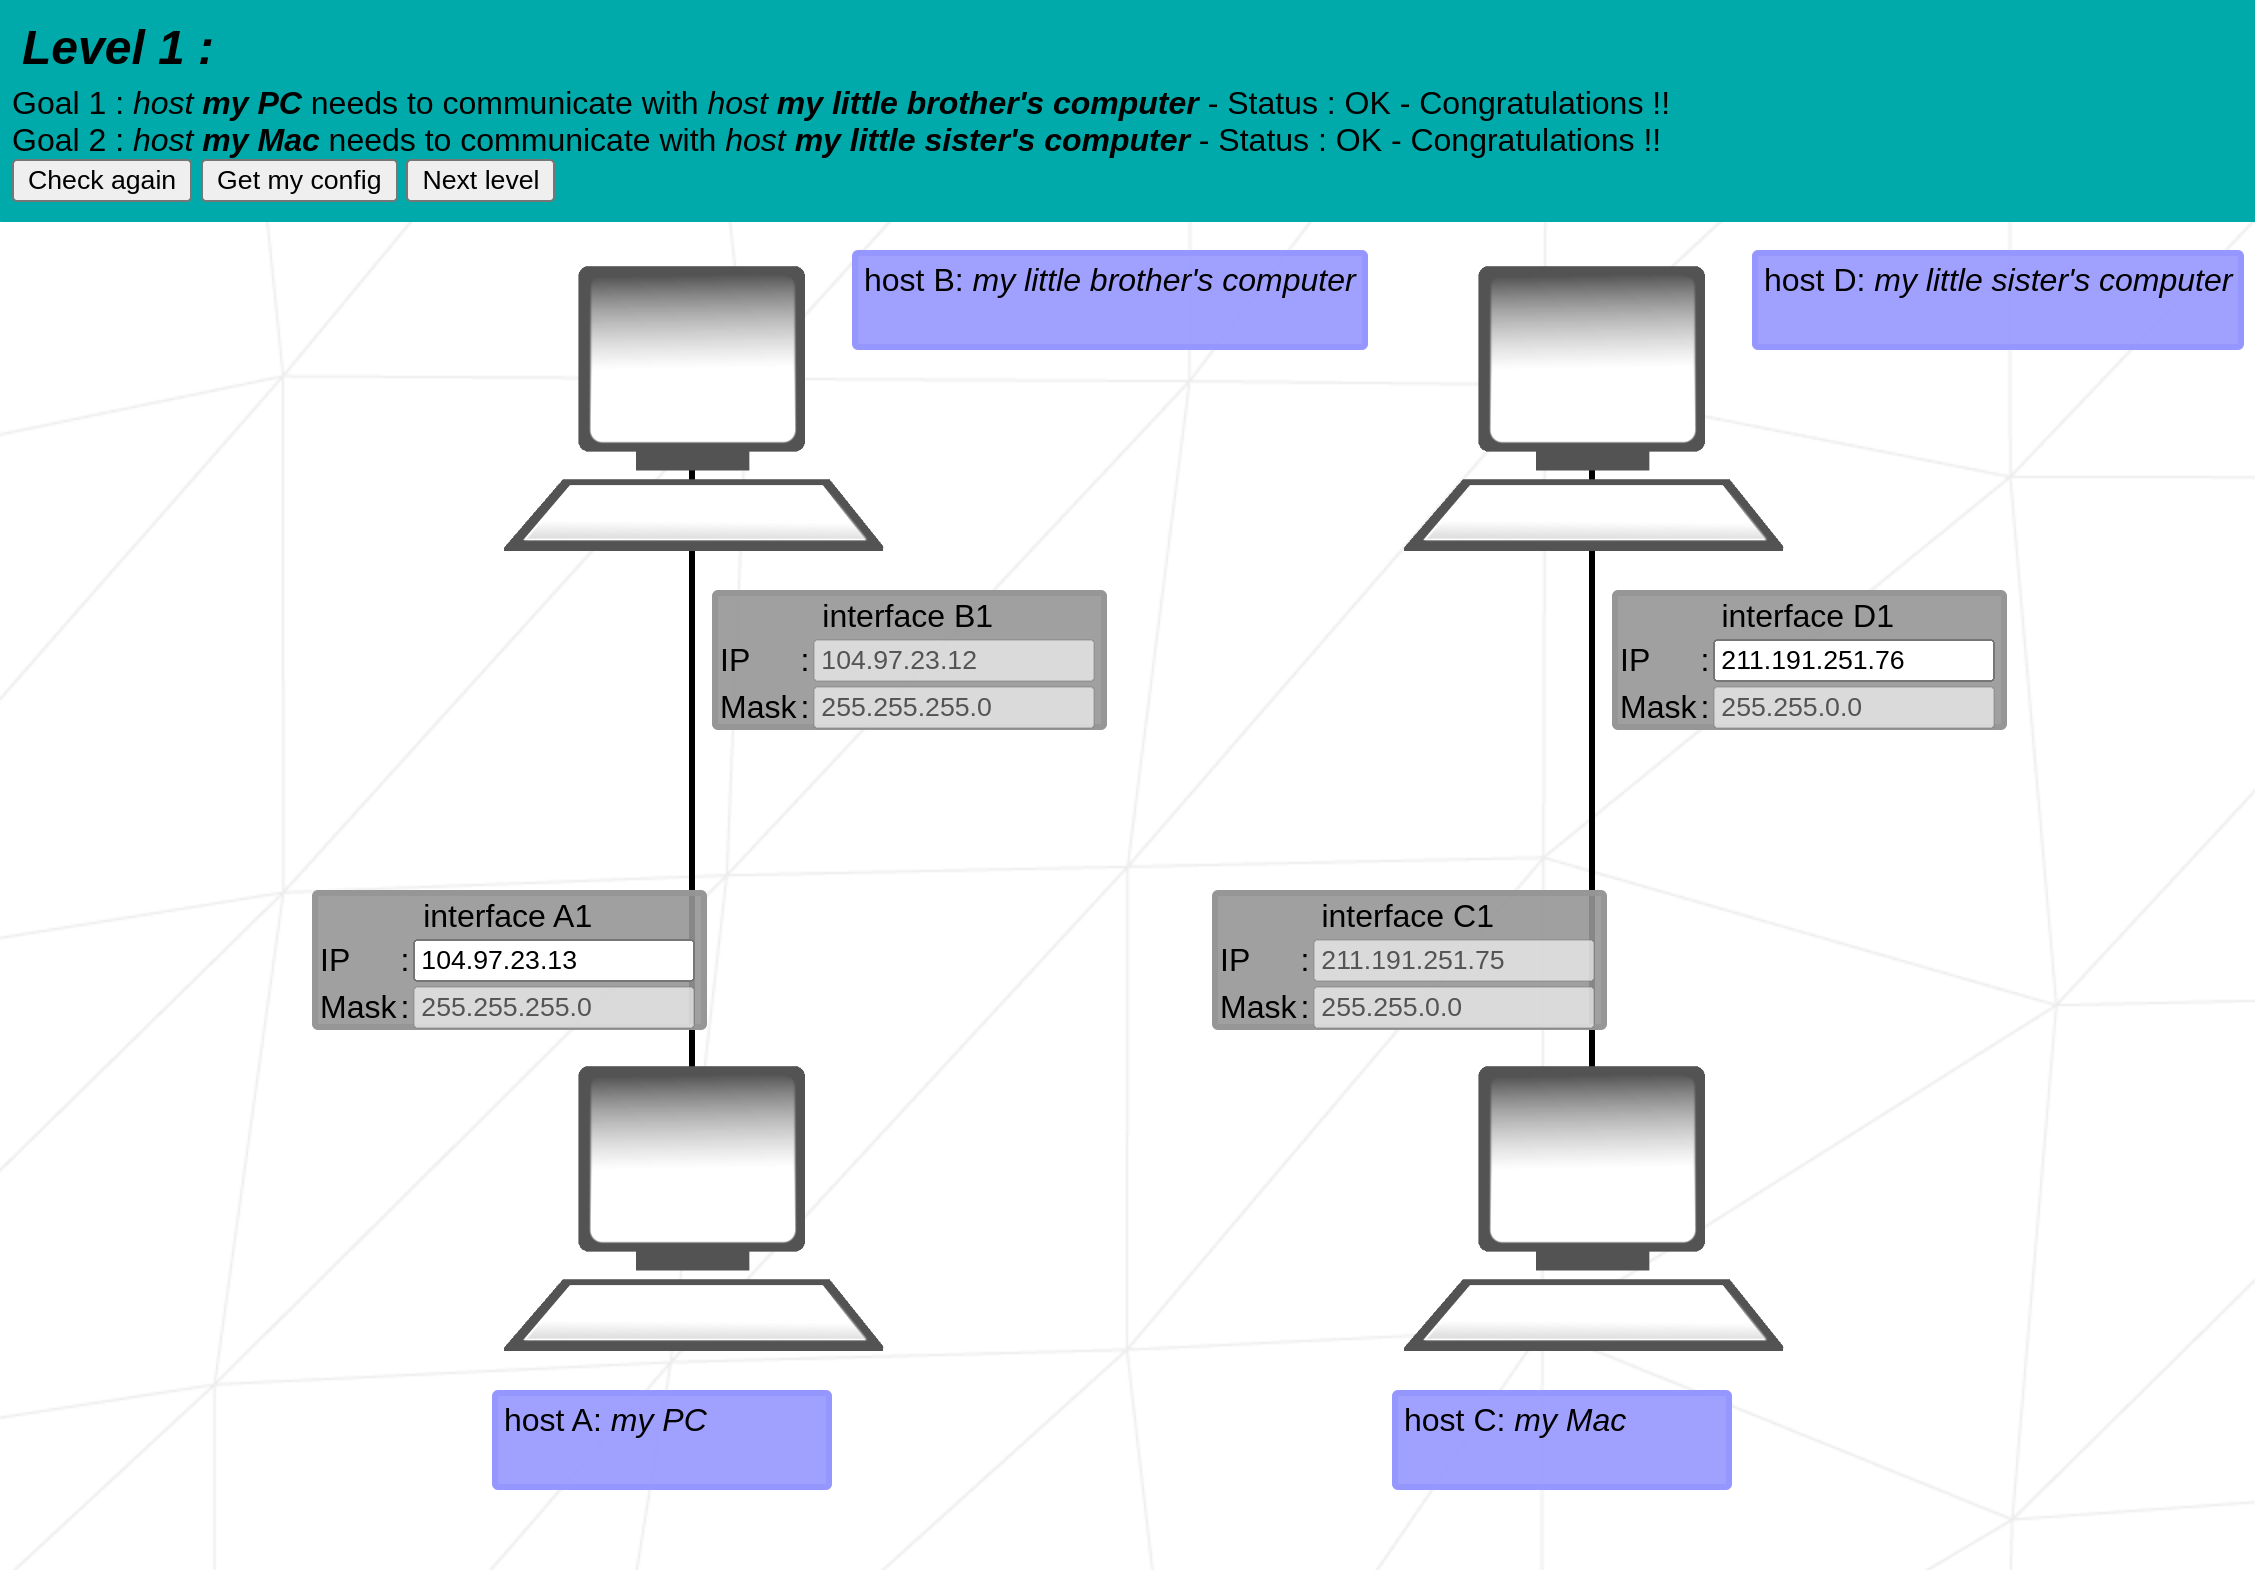 Level 1 :
Goal 1 : host my PC needs to communicate with host my little brother's computer - Status : OK - Congratulations !!
Goal 2 : host my Mac needs to communicate with host my little sister's computer - Status : OK - Congratulations !!
Check again Get my config Next level
host B: my little brother's computer
host D: my little sister's computer
interface B1
IP : 104.97.23.12
Mask : 255.255.255.0
interface D1
IP : 211.191.251.76
Mask : 255.255.0.0
interface A1
IP : 104.97.23.13
Mask : 255.255.255.0
interface C1
IP : 211.191.251.75
Mask : 255.255.0.0
host A: my PC
host C: my Mac